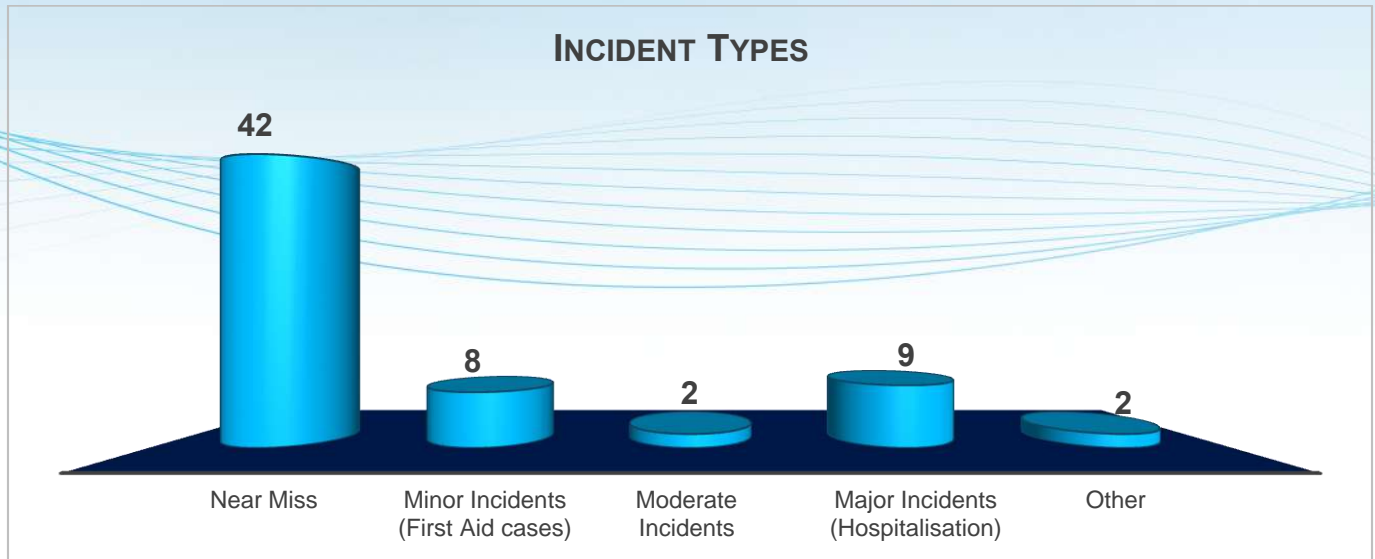 INCIDENT TYPES
42
8
2
9
2
Near Miss
Minor Incidents
(First Aid cases)
Moderate
Incidents
Major Incidents
(Hospitalisation)
Other